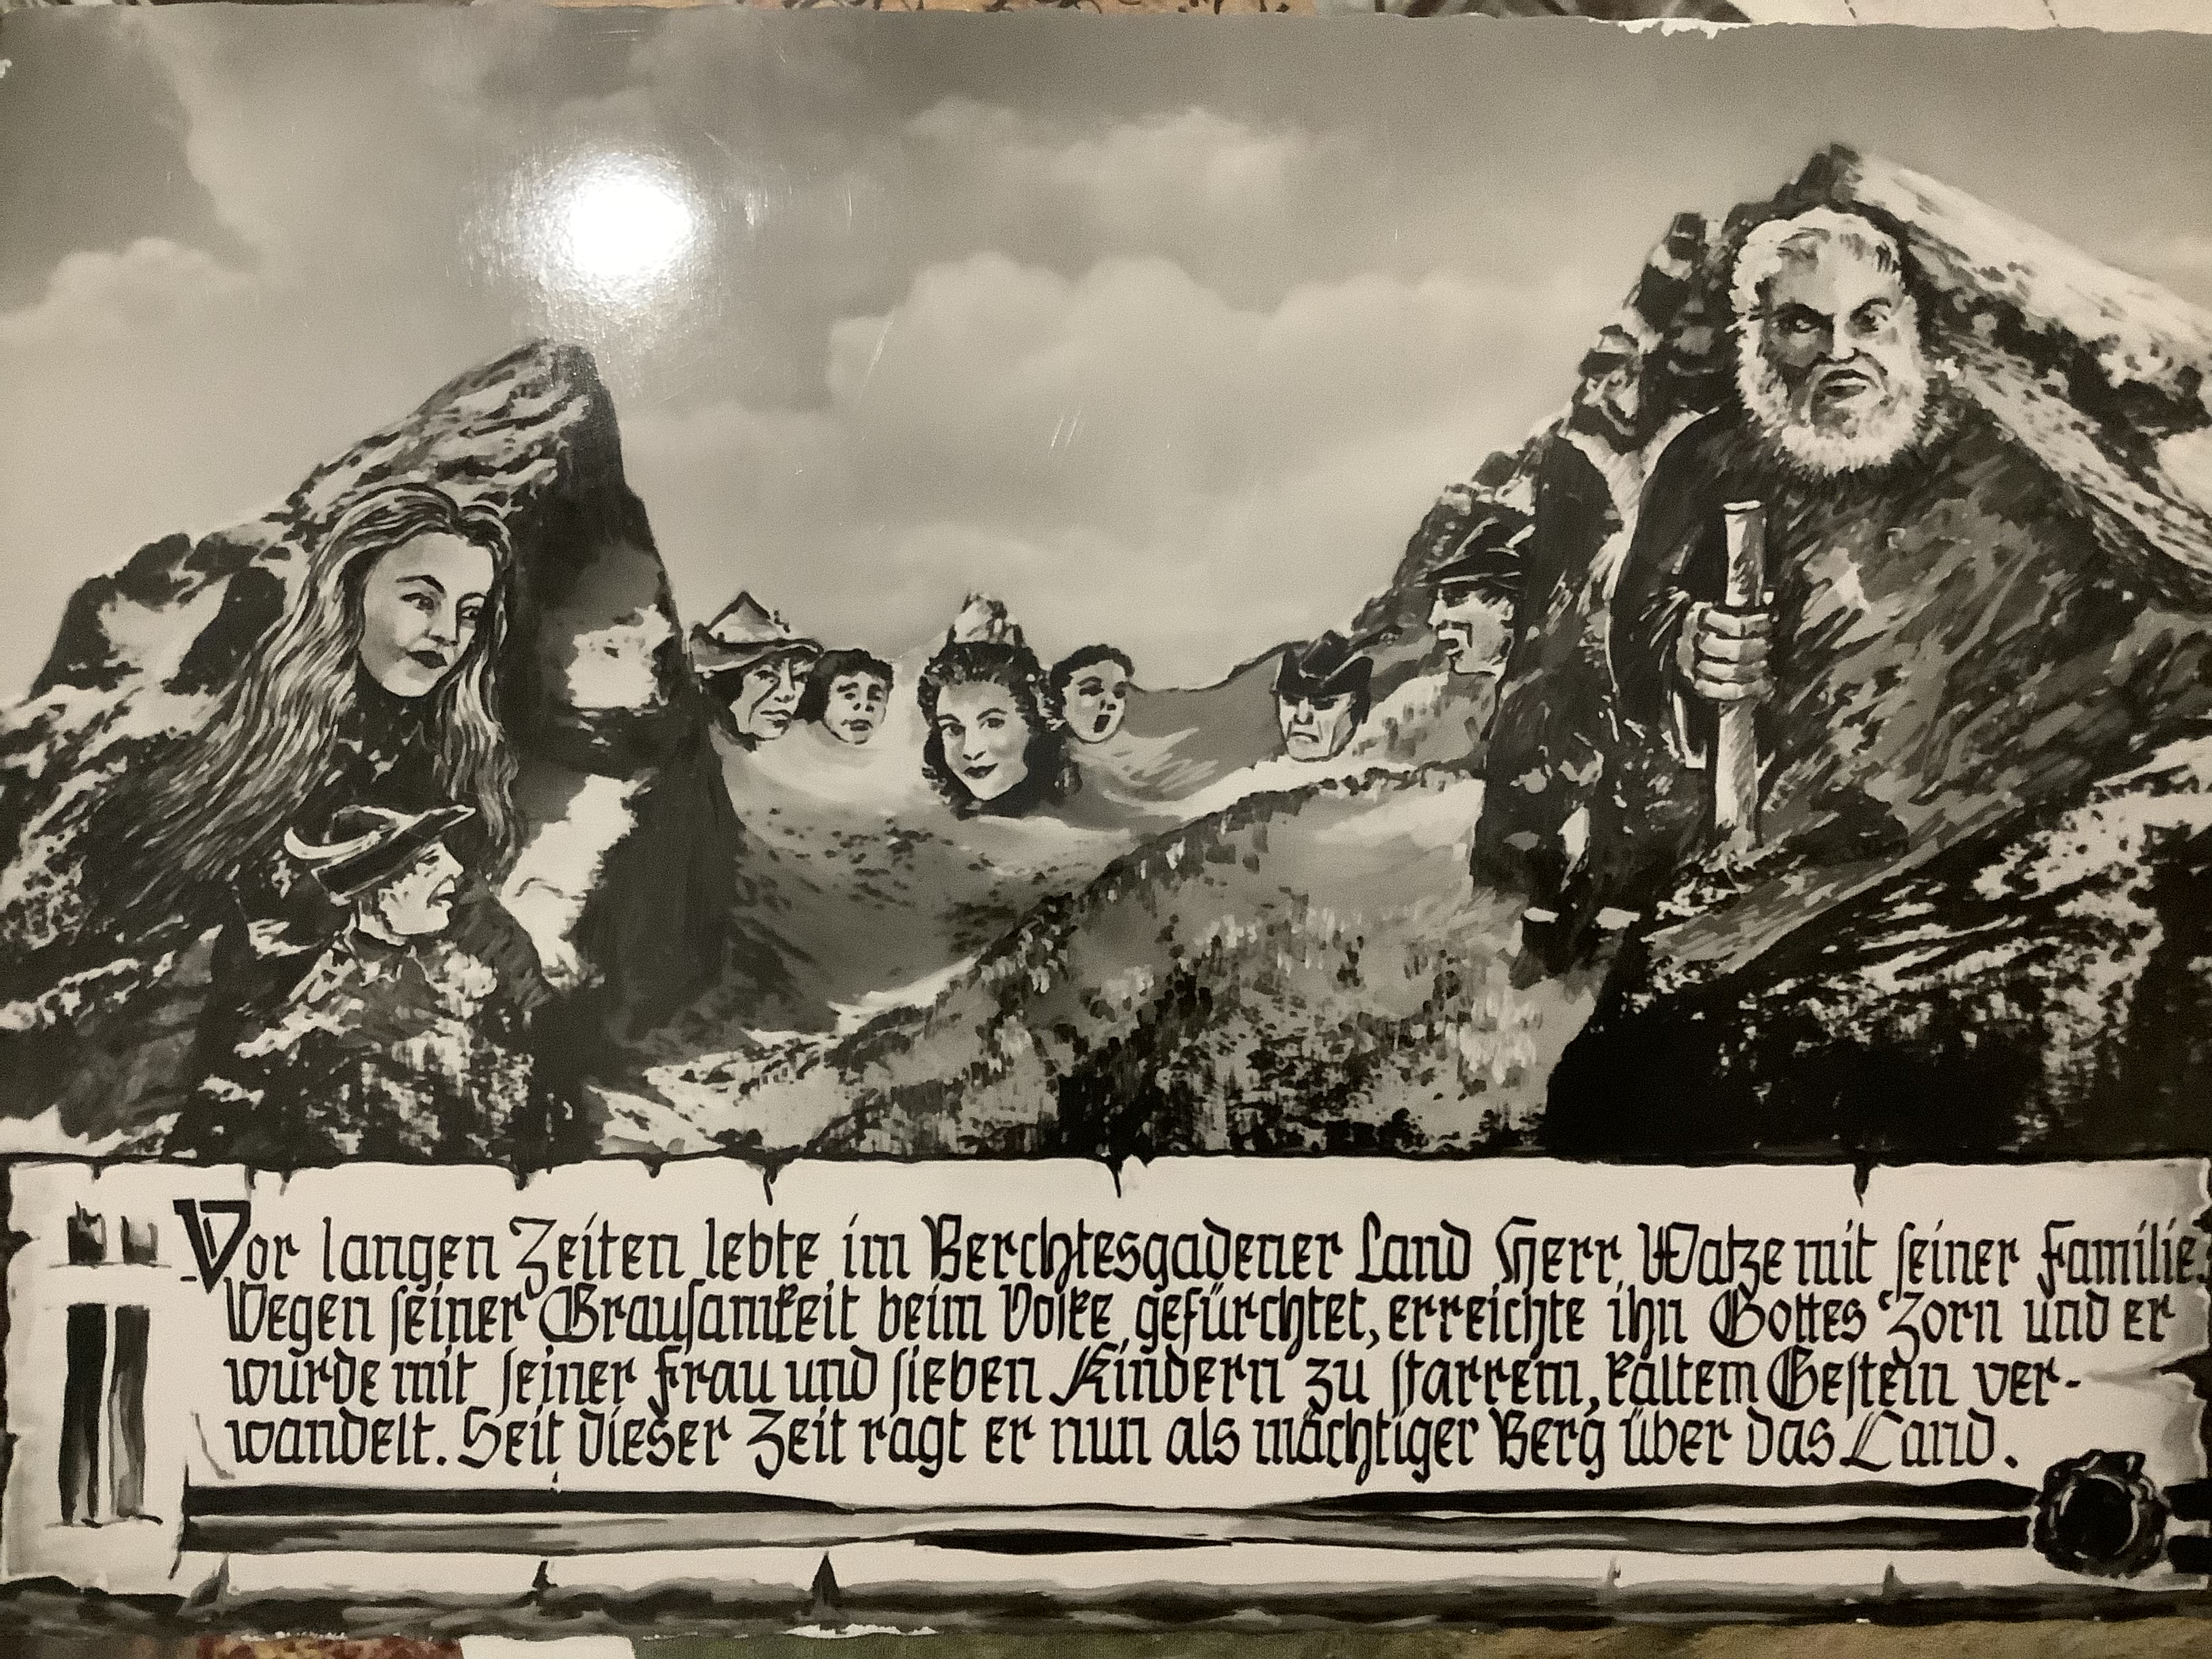 Vor langen Zeiten lebte im Berchtesgadener Land Herr Watze mit seiner Familie.
Wegen seiner Grausamkeit beim Volke gefürchtet, erreichte ihn Gottes Zorn und er
wurde mit seiner Frau und sieben Kindern zu starrem, kaltem Gestein ver-
wandelt. Seit dieser Zeit ragt er nun als mächtiger Berg über das Land.